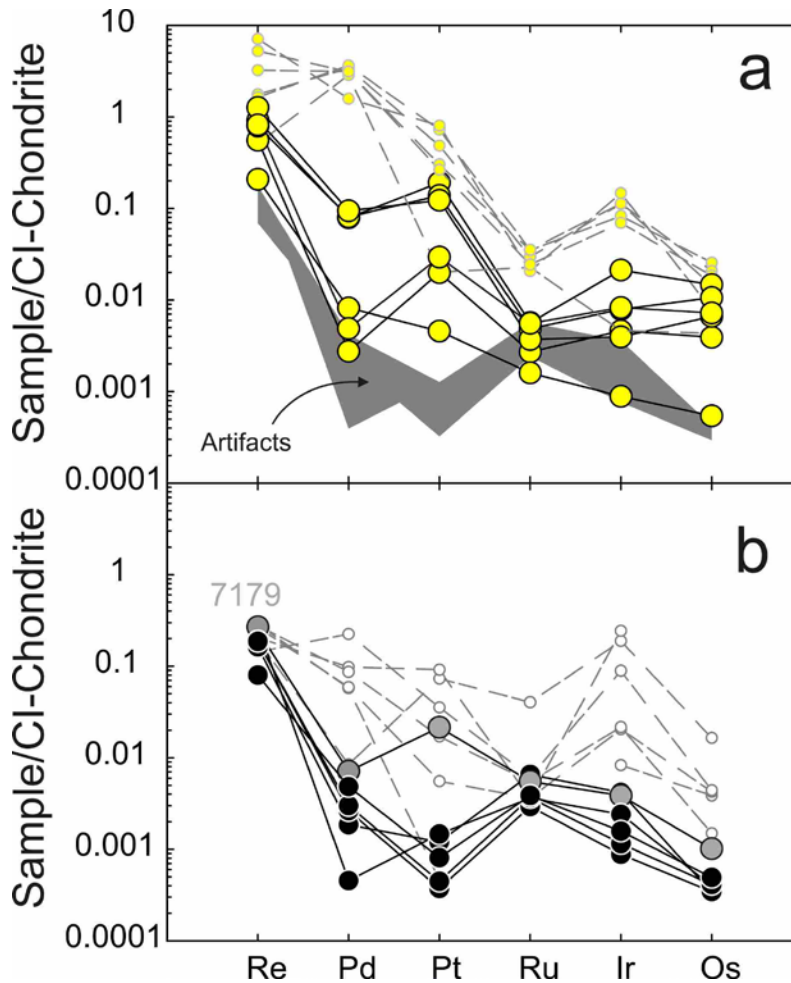 a
Sample/CI-Chondrite
10
1
0.1
0.01
0.001
0.0001
Artifacts
b
Sample/CI-Chondrite
1
0.1
0.01
0.001
0.0001
7179
Re Pd Pt Ru Ir Os